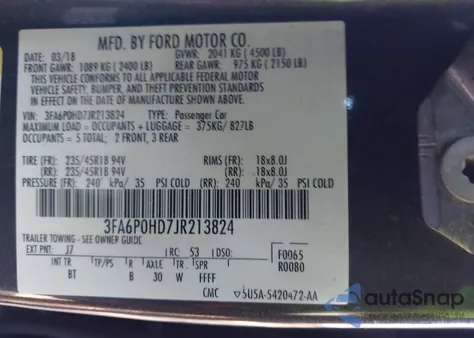 MFD. BY FORD MOTOR CO.
DATE: 03/18 GVWR: 2041 KG (4500 LB)
FRONT GAWR: 1089 KG (2400 LB) REAR GAWR: 975 KG (2150 LB)
THIS VEHICLE CONFORMS TO ALL APPLICABLE FEDERAL MOTOR
VEHICLE SAFETY, BUMPER, AND THEFT PREVENTION STANDARDS
IN EFFECT ON THE DATE OF MANUFACTURE SHOWN ABOVE.
VIN: 3FA6P0HD7JR213824 TYPE: Passenger Car
MAXIMUM LOAD = OCCUPANTS + LUGGAGE = 375KG/ 827LB
OCCUPANTS = 5 TOTAL; 2 FRONT, 3 REAR
TIRE (FR): 235/45R18 94V RIMS (FR): 18x8.0J
(RR): 235/45R18 94V (RR): 18x8.0J
PRESSURE (FR): 240 kPa/ 35 PSI COLD (RR): 240 kPa/ 35 PSI COLD
3FA6P0HD7JR213824
TRAILER TOWING - SEE OWNER GUIDE
EXT PNT: J7 RC: 53 DSO: F0065
R0080
INT TR TP/PS R AXLE TR SPR
BT B 30 W FFFF
CMC 5U5A-5420472-AA
autoSnap